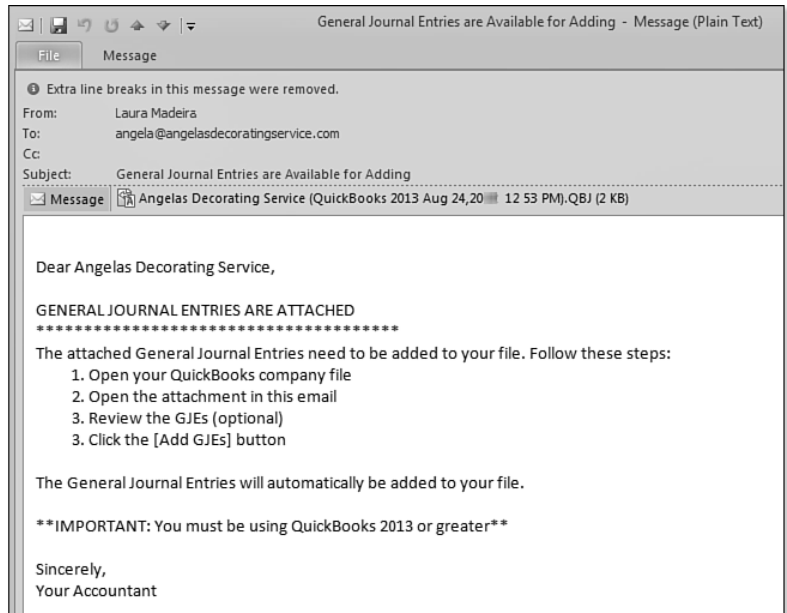 General Journal Entries are Available for Adding - Message (Plain Text)
File Message
Extra line breaks in this message were removed.
From: Laura Madeira
To: angela@angelasdecoratingservice.com
Cc:
Subject: General Journal Entries are Available for Adding
Message Angelas Decorating Service (QuickBooks 2013 Aug 24,20 12 53 PM).QBJ (2 KB)
Dear Angelas Decorating Service,
GENERAL JOURNAL ENTRIES ARE ATTACHED
**************************************
The attached General Journal Entries need to be added to your file. Follow these steps:
1. Open your QuickBooks company file
2. Open the attachment in this email
3. Review the GJEs (optional)
3. Click the [Add GJEs] button
The General Journal Entries will automatically be added to your file.
**IMPORTANT: You must be using QuickBooks 2013 or greater**
Sincerely,
Your Accountant